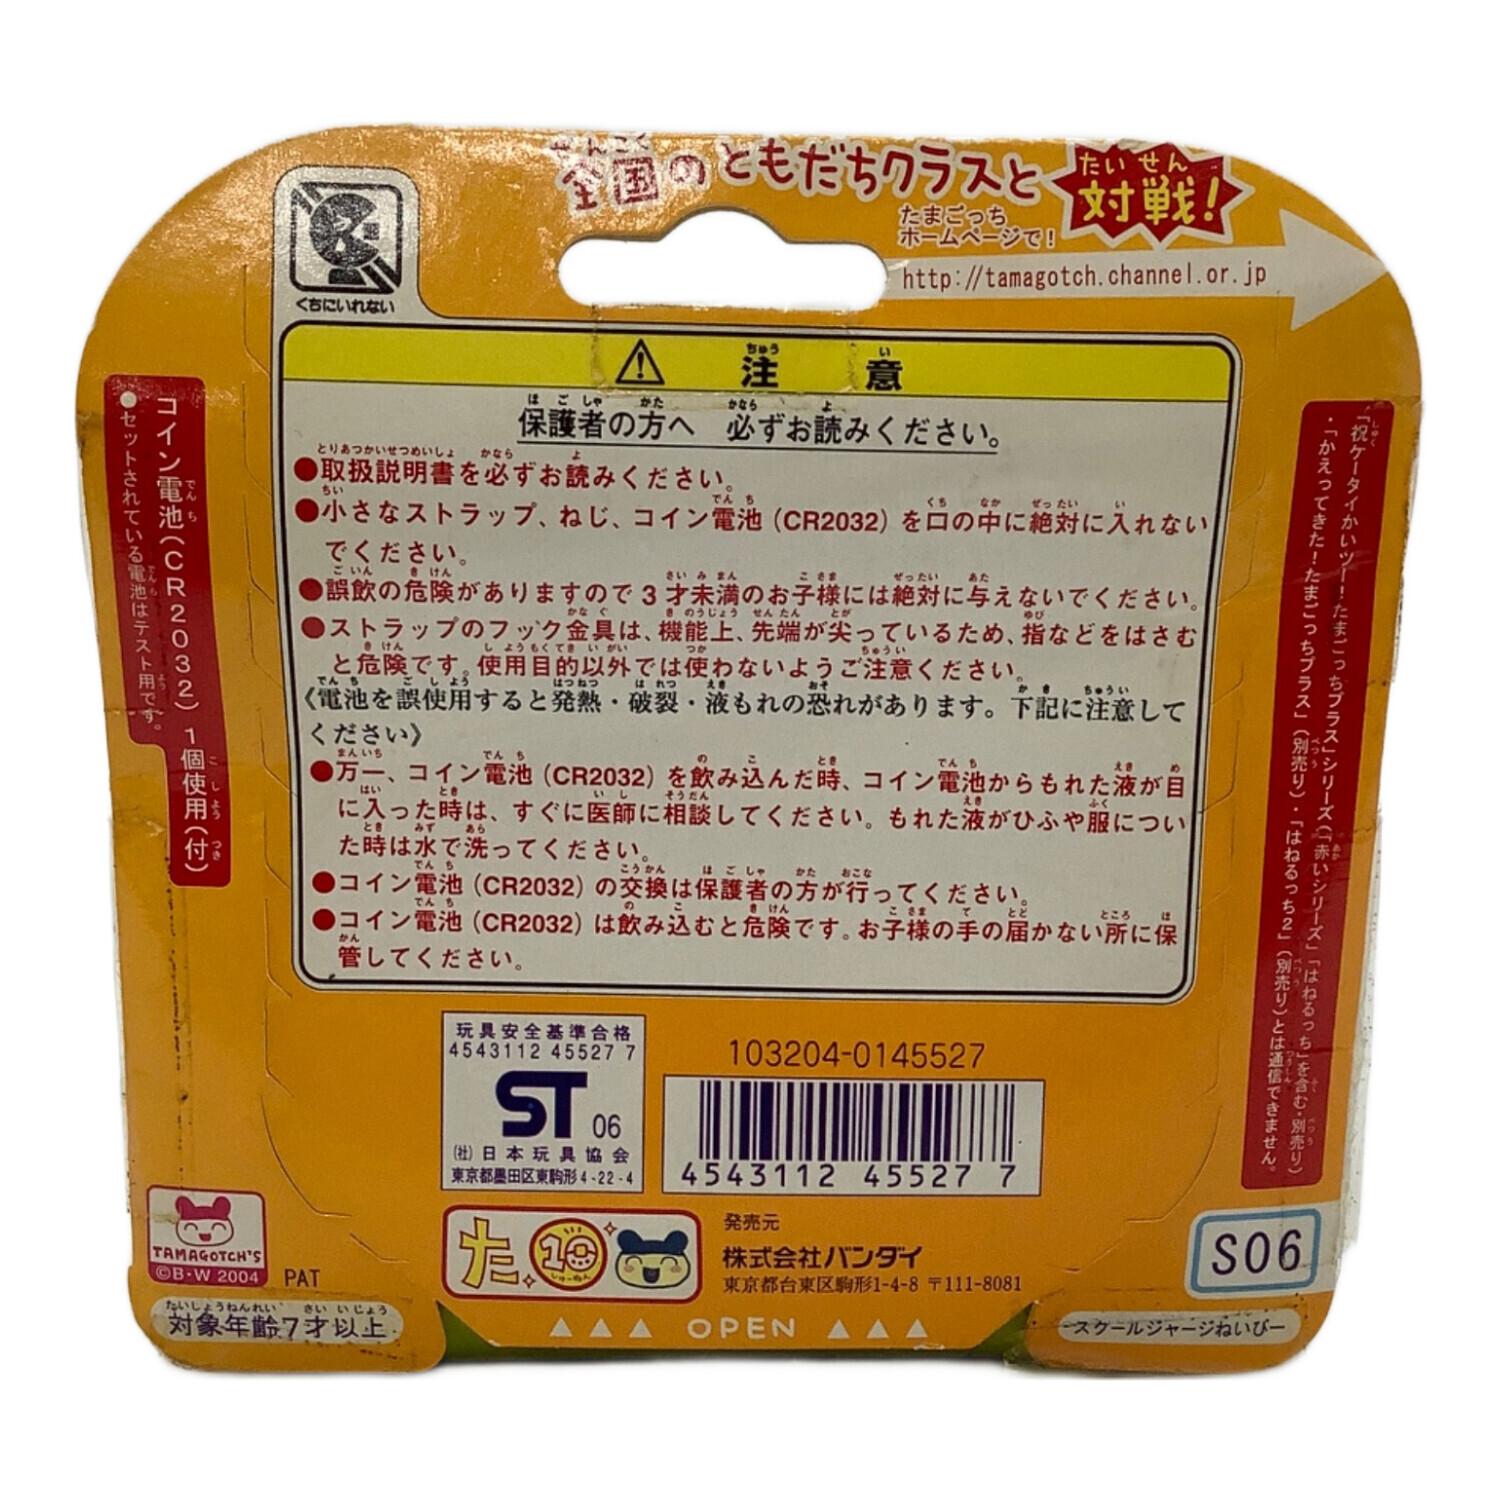 全国のともだちクラスと
対戦!
たまごっち
ホームページで!
http://tamagotch.channel.or.jp
くちにいれない
注意
保護者の方へ 必ずお読みください。
●取扱説明書を必ずお読みください。
●小さなストラップ、ねじ、コイン電池(CR2032)を口の中に絶対に入れない
でください。
●誤飲の危険がありますので3才未満のお子様には絶対に与えないでください。
●ストラップのフック金具は、機能上、先端が尖っているため、指などをはさむ
と危険です。使用目的以外では使わないようご注意ください。
《電池を誤使用すると発熱・破裂・液もれの恐れがあります。下記に注意して
ください》
●万一、コイン電池(CR2032)を飲み込んだ時、コイン電池からもれた液が目
に入った時は、すぐに医師に相談してください。もれた液がひふや服につい
た時は水で洗ってください。
●コイン電池(CR2032)の交換は保護者の方が行ってください。
●コイン電池(CR2032)は飲み込むと危険です。お子様の手の届かない所に保
管してください。
コイン電池(CR2032)1個使用(付)
●セットされている電池はテスト用です。
・「祝ケータイかいツー!たまごっちプラス」シリーズ(「赤いシリーズ」「はねるっち」を含む・別売り)
・「かえってきた!たまごっちプラス」(別売り)・「はねるっち2」(別売り)とは通信できません。
玩具安全基準合格
4543112 45527 7
ST 06
(社)日本玩具協会
東京都墨田区東駒形4-22-4
103204-0145527
4543112 455277
TAMAGOTCH'S
©B・W 2004 PAT
た. 10
しゅーねん
発売元
株式会社バンダイ
東京都台東区駒形1-4-8 〒111-8081
S06
対象年齢7才以上
▲▲▲ OPEN ▲▲▲
スクールジャージねいびー